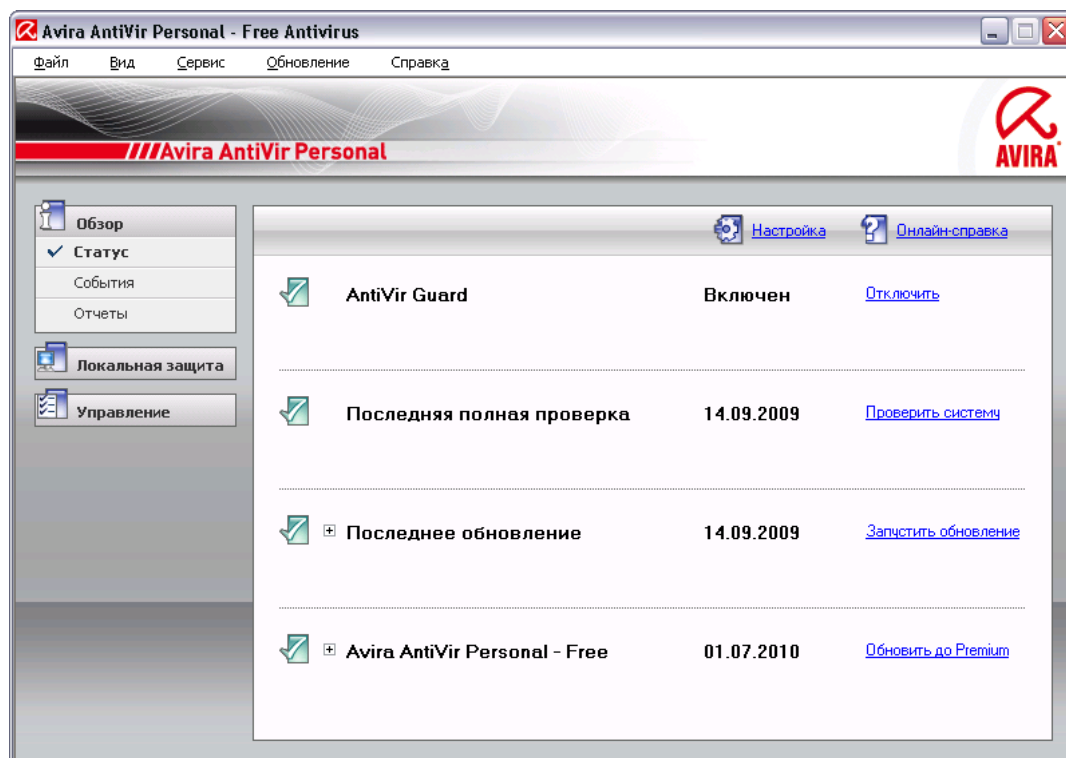 Avira AntiVir Personal - Free Antivirus
Файл Вид Сервис Обновление Справка
////Avira AntiVir Personal
AVIRA
Обзор
Статус
События
Отчеты
Локальная защита
Управление
Настройка Онлайн-справка
AntiVir Guard Включен Отключить
Последняя полная проверка 14.09.2009 Проверить систему
Последнее обновление 14.09.2009 Запустить обновление
Avira AntiVir Personal - Free 01.07.2010 Обновить до Premium